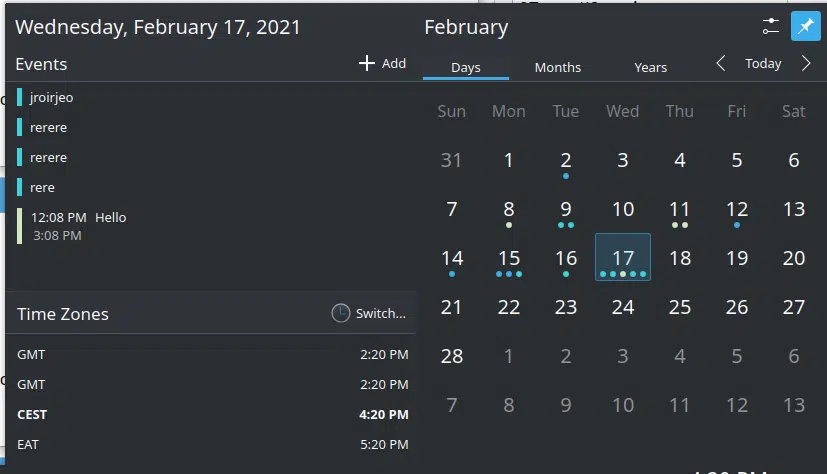 Wednesday, February 17, 2021
Events
Add
jroirjeo
rerere
rerere
rere
12:08 PM Hello
3:08 PM
Time Zones
Switch...
GMT 2:20 PM
GMT 2:20 PM
CEST 4:20 PM
EAT 5:20 PM
February
Days Months Years Today
Sun Mon Tue Wed Thu Fri Sat
31 1 2 3 4 5 6
7 8 9 10 11 12 13
14 15 16 17 18 19 20
21 22 23 24 25 26 27
28 1 2 3 4 5 6
7 8 9 10 11 12 13